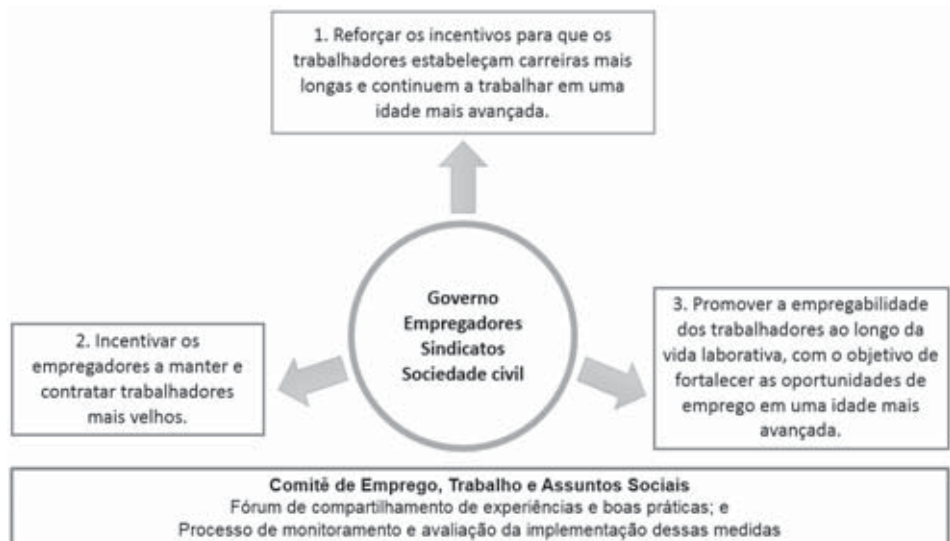 1. Reforçar os incentivos para que os
trabalhadores estabeleçam carreiras mais
longas e continuem a trabalhar em uma
idade mais avançada.
Governo
Empregadores
Sindicatos
Sociedade civil
2. Incentivar os
empregadores a manter e
contratar trabalhadores
mais velhos.
3. Promover a empregabilidade
dos trabalhadores ao longo da
vida laborativa, com o objetivo de
fortalecer as oportunidades de
emprego em uma idade mais
avançada.
Comitê de Emprego, Trabalho e Assuntos Sociais
Fórum de compartilhamento de experiências e boas práticas; e
Processo de monitoramento e avaliação da implementação dessas medidas